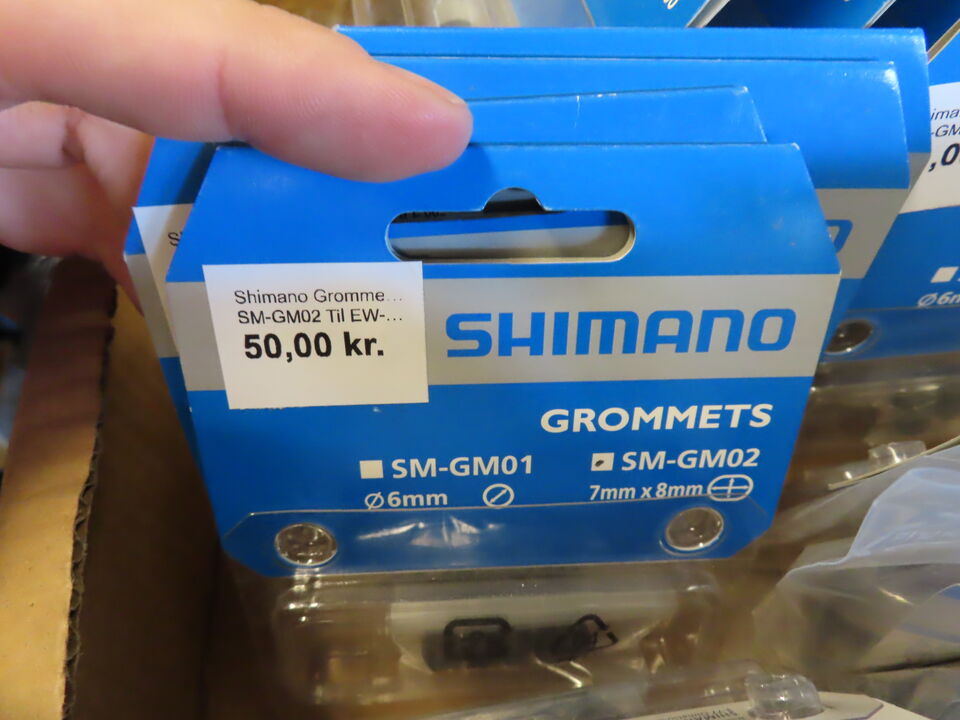 Shimano Gromme...
SM-GM02 Til EW-...
50,00 kr.
SHIMANO
GROMMETS
SM-GM01
SM-GM02
Ø6mm
7mm x 8mm